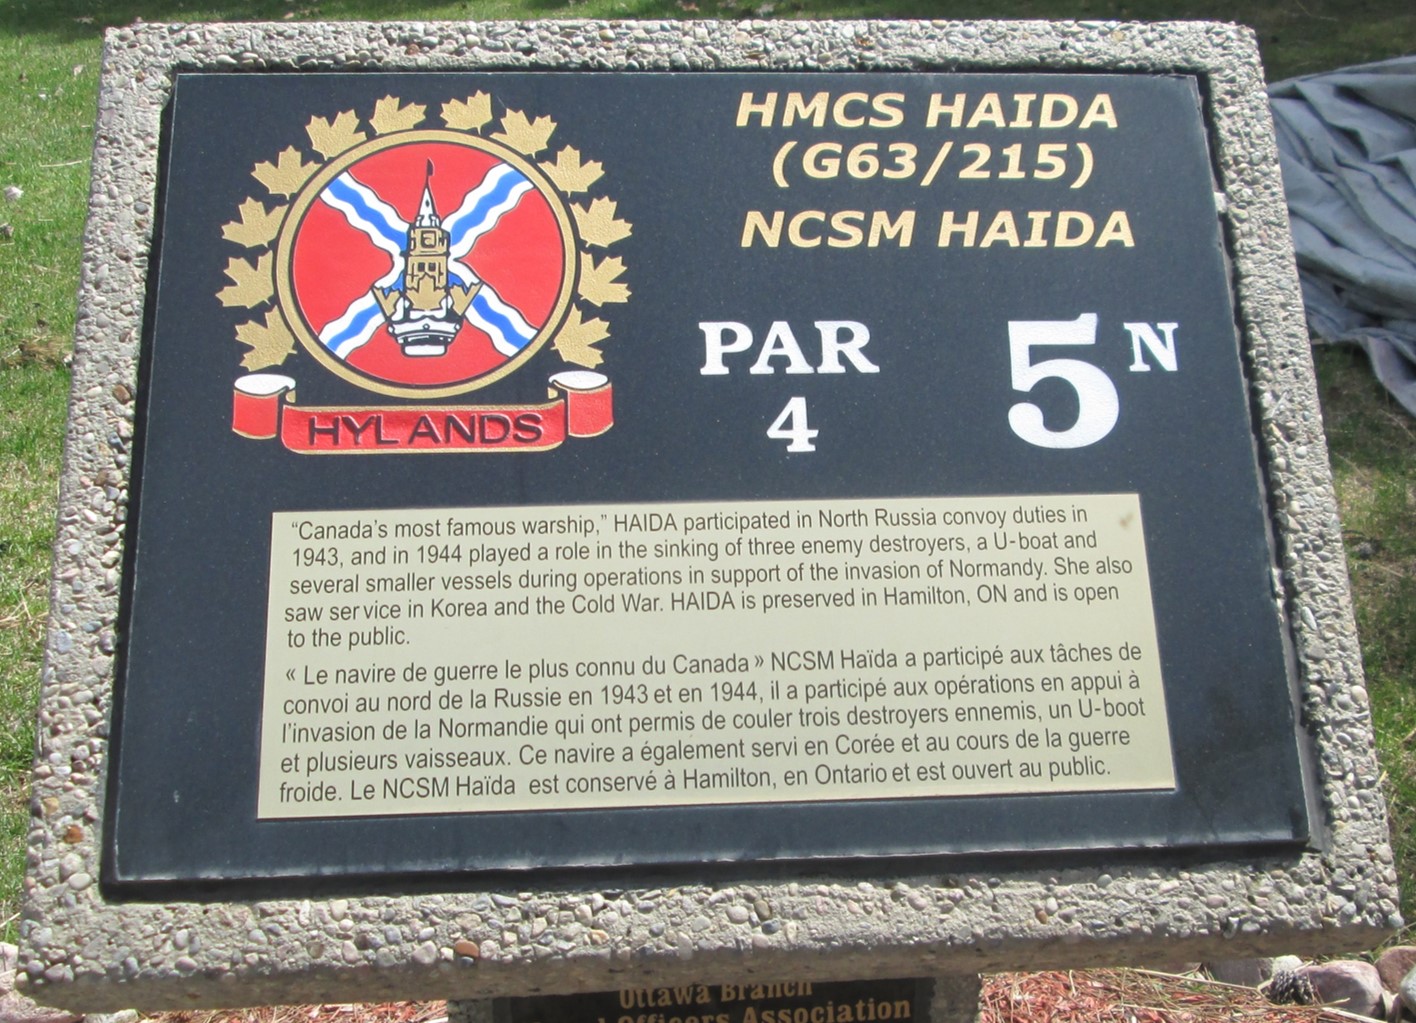 HMCS HAIDA
(G63/215)
NCSM HAIDA
PAR
4
5N
HYLANDS
“Canada’s most famous warship,” HAIDA participated in North Russia convoy duties in
1943, and in 1944 played a role in the sinking of three enemy destroyers, a U-boat and
several smaller vessels during operations in support of the invasion of Normandy. She also
saw service in Korea and the Cold War. HAIDA is preserved in Hamilton, ON and is open
to the public.
« Le navire de guerre le plus connu du Canada » NCSM Haïda a participé aux tâches de
convoi au nord de la Russie en 1943 et en 1944, il a participé aux opérations en appui à
l’invasion de la Normandie qui ont permis de couler trois destroyers ennemis, un U-boot
et plusieurs vaisseaux. Ce navire a également servi en Corée et au cours de la guerre
froide. Le NCSM Haïda est conservé à Hamilton, en Ontario et est ouvert au public.
Ottawa Branch
Officers Association